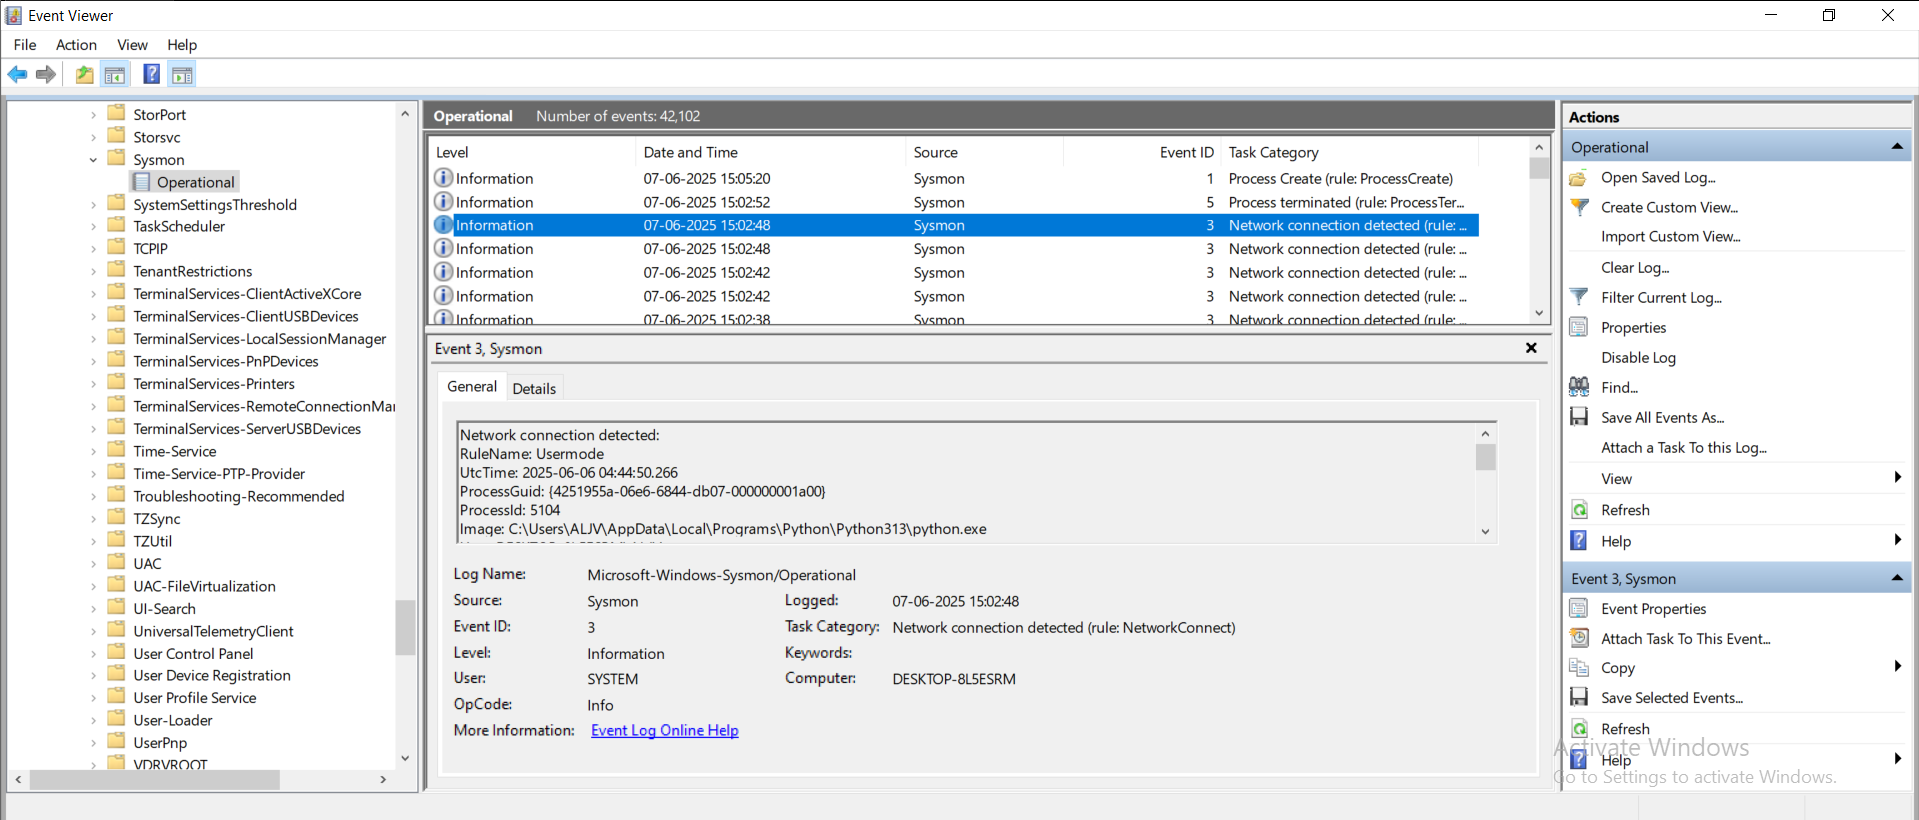 Event Viewer
File Action View Help
StorPort
Storsvc
Sysmon
Operational
SystemSettingsThreshold
TaskScheduler
TCPIP
TenantRestrictions
TerminalServices-ClientActiveXCore
TerminalServices-ClientUSBDevices
TerminalServices-LocalSessionManager
TerminalServices-PnPDevices
TerminalServices-Printers
TerminalServices-RemoteConnectionMai
TerminalServices-ServerUSBDevices
Time-Service
Time-Service-PTP-Provider
Troubleshooting-Recommended
TZSync
TZUtil
UAC
UAC-FileVirtualization
UI-Search
UniversalTelemetryClient
User Control Panel
User Device Registration
User Profile Service
User-Loader
UserPnp
VDRVROOT
Operational Number of events: 42,102
Level Date and Time Source Event ID Task Category
Information 07-06-2025 15:05:20 Sysmon 1 Process Create (rule: ProcessCreate)
Information 07-06-2025 15:02:52 Sysmon 5 Process terminated (rule: ProcessTer...
Information 07-06-2025 15:02:48 Sysmon 3 Network connection detected (rule: ...
Information 07-06-2025 15:02:48 Sysmon 3 Network connection detected (rule: ...
Information 07-06-2025 15:02:42 Sysmon 3 Network connection detected (rule: ...
Information 07-06-2025 15:02:42 Sysmon 3 Network connection detected (rule: ...
Information 07-06-2025 15:02:38 Sysmon 3 Network connection detected (rule: ...
Event 3, Sysmon
General Details
Network connection detected:
RuleName: Usermode
UtcTime: 2025-06-06 04:44:50.266
ProcessGuid: {4251955a-06e6-6844-db07-000000001a00}
ProcessId: 5104
Image: C:\Users\ALJV\AppData\Local\Programs\Python\Python313\python.exe
Log Name: Microsoft-Windows-Sysmon/Operational
Source: Sysmon Logged: 07-06-2025 15:02:48
Event ID: 3 Task Category: Network connection detected (rule: NetworkConnect)
Level: Information Keywords:
User: SYSTEM Computer: DESKTOP-8L5ESRM
OpCode: Info
More Information: Event Log Online Help
Actions
Operational
Open Saved Log...
Create Custom View...
Import Custom View...
Clear Log...
Filter Current Log...
Properties
Disable Log
Find...
Save All Events As...
Attach a Task To this Log...
View
Refresh
Help
Event 3, Sysmon
Event Properties
Attach Task To This Event...
Copy
Save Selected Events...
Refresh
Help
Activate Windows
Go to Settings to activate Windows.